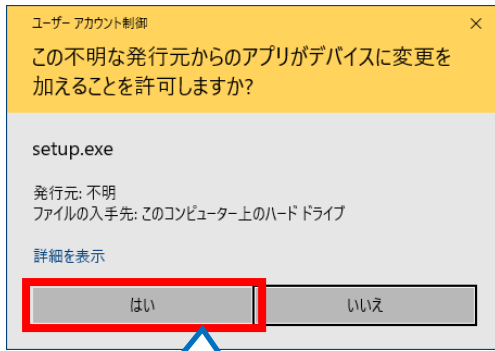 ユーザー アカウント制御
×
この不明な発行元からのアプリがデバイスに変更を
加えることを許可しますか?
setup.exe
発行元: 不明
ファイルの入手先: このコンピューター上のハード ドライブ
詳細を表示
はい
いいえ